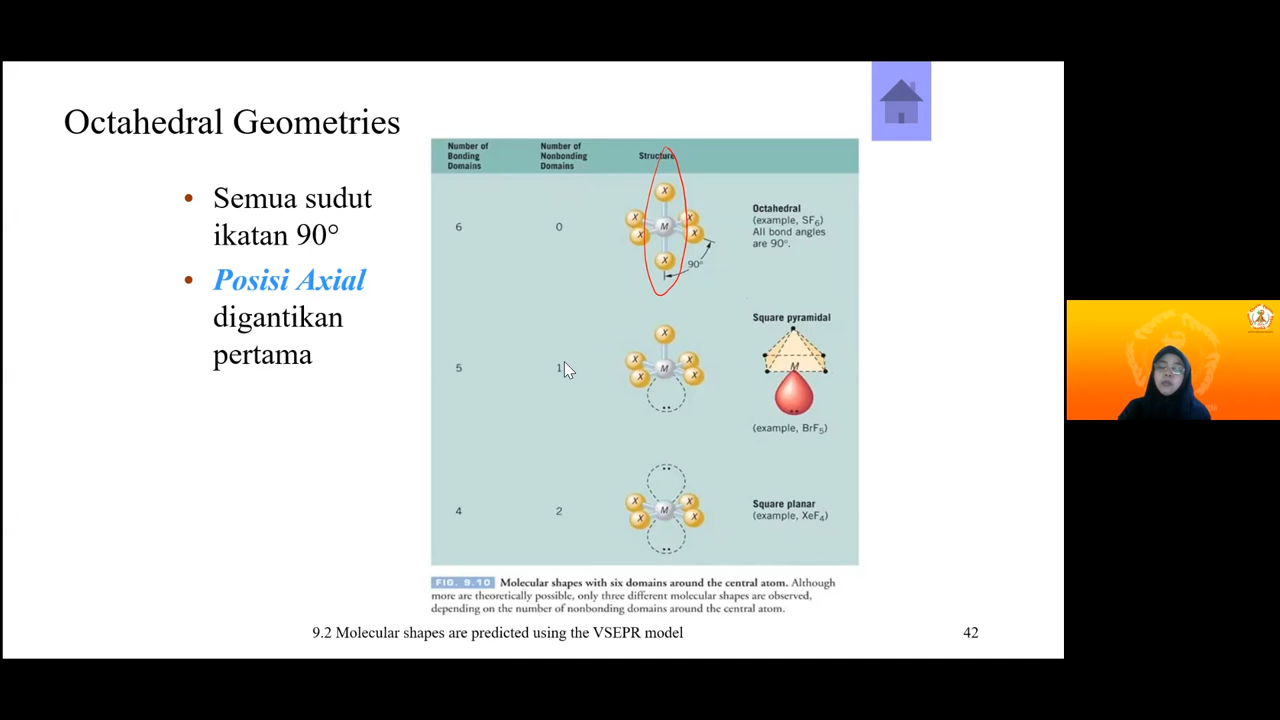 Octahedral Geometries
• Semua sudut
ikatan 90°
• Posisi Axial
digantikan
pertama
Number of
Bonding
Domains
Number of
Nonbonding
Domains
Structure
6
0
X
X
X
M
X
X
X
90°
Octahedral
(example, SF₆)
All bond angles
are 90°.
5
1
X
X
X
M
X
X
Square pyramidal
M
(example, BrF₅)
4
2
X
X
M
X
X
Square planar
(example, XeF₄)
FIG. 9.10 Molecular shapes with six domains around the central atom. Although
more are theoretically possible, only three different molecular shapes are observed,
depending on the number of nonbonding domains around the central atom.
9.2 Molecular shapes are predicted using the VSEPR model
42